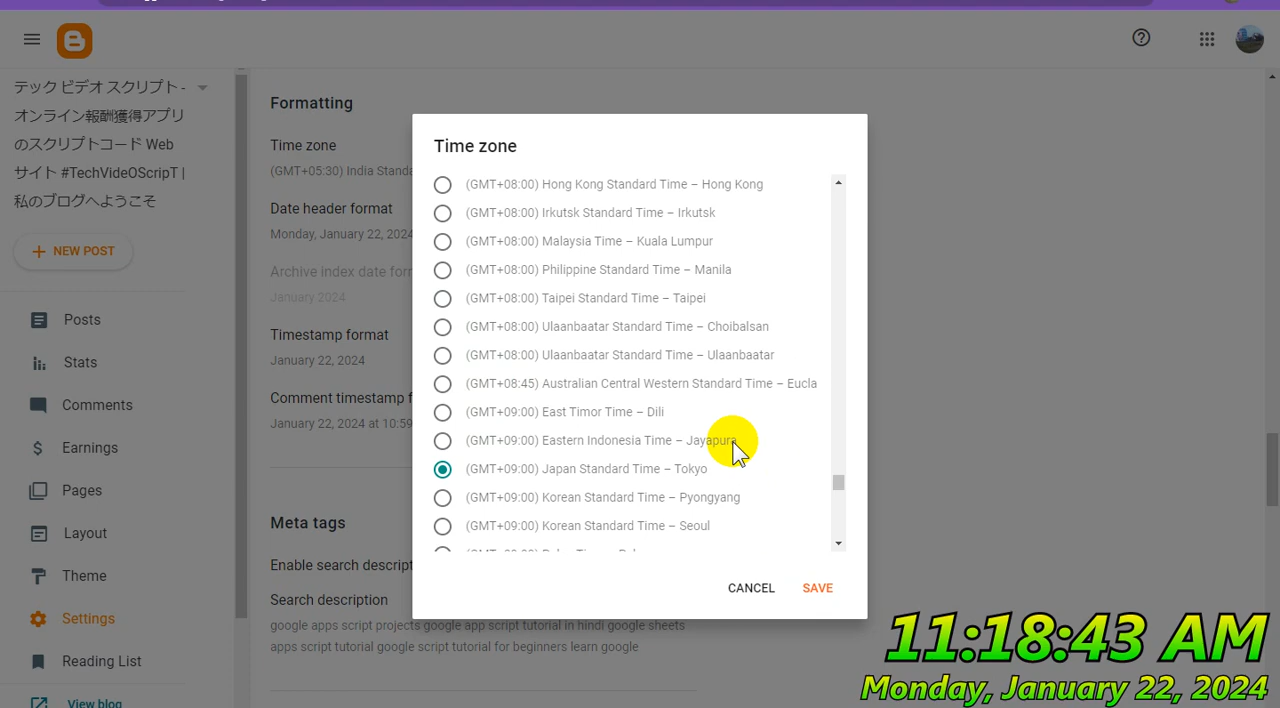 テック ビデオ スクリプト -
オンライン報酬獲得アプリ
のスクリプトコード Web
サイト #TechVideOScripT |
私のブログへようこそ
NEW POST
Posts
Stats
Comments
Earnings
Pages
Layout
Theme
Settings
Reading List
View blog
Formatting
Time zone
(GMT+05:30) India Standa
Date header format
Monday, January 22, 2024
Archive index date for
January 2024
Timestamp format
January 22, 2024
Comment timestamp f
January 22, 2024 at 10:59
Meta tags
Enable search descript
Search description
google apps script projects google app script tutorial in hindi google sheets
apps script tutorial google script tutorial for beginners learn google
Time zone
(GMT+08:00) Hong Kong Standard Time – Hong Kong
(GMT+08:00) Irkutsk Standard Time – Irkutsk
(GMT+08:00) Malaysia Time – Kuala Lumpur
(GMT+08:00) Philippine Standard Time – Manila
(GMT+08:00) Taipei Standard Time – Taipei
(GMT+08:00) Ulaanbaatar Standard Time – Choibalsan
(GMT+08:00) Ulaanbaatar Standard Time – Ulaanbaatar
(GMT+08:45) Australian Central Western Standard Time – Eucla
(GMT+09:00) East Timor Time – Dili
(GMT+09:00) Eastern Indonesia Time – Jayapura
(GMT+09:00) Japan Standard Time – Tokyo
(GMT+09:00) Korean Standard Time – Pyongyang
(GMT+09:00) Korean Standard Time – Seoul
CANCEL
SAVE
11:18:43 AM
Monday, January 22, 2024